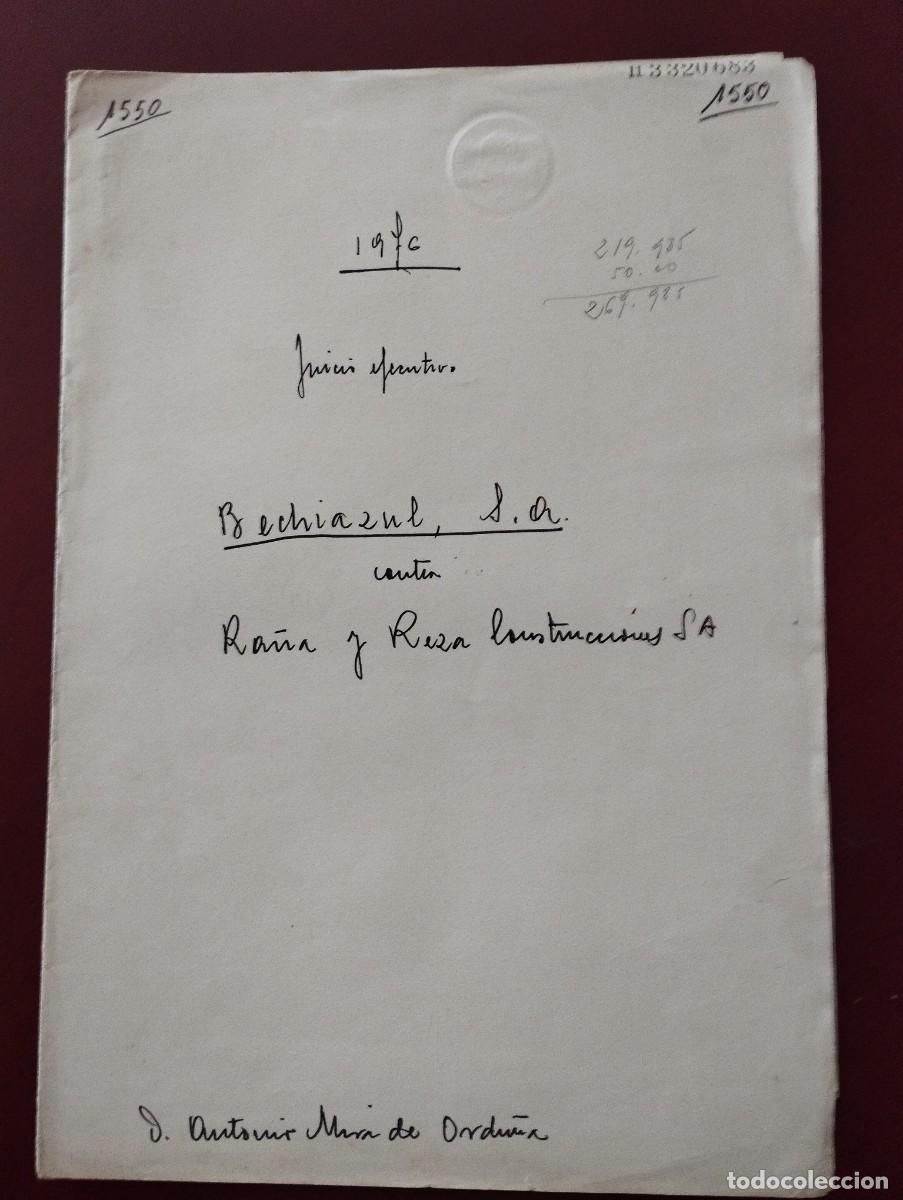 H3320683
1550
1550
1976
219.985
50.00
269.985
Juicio ejecutivo.
Bechiazul, S.A.
contra
Raña y Reza Construcciones SA
D. Antonio Mira de Orduña
todocoleccion